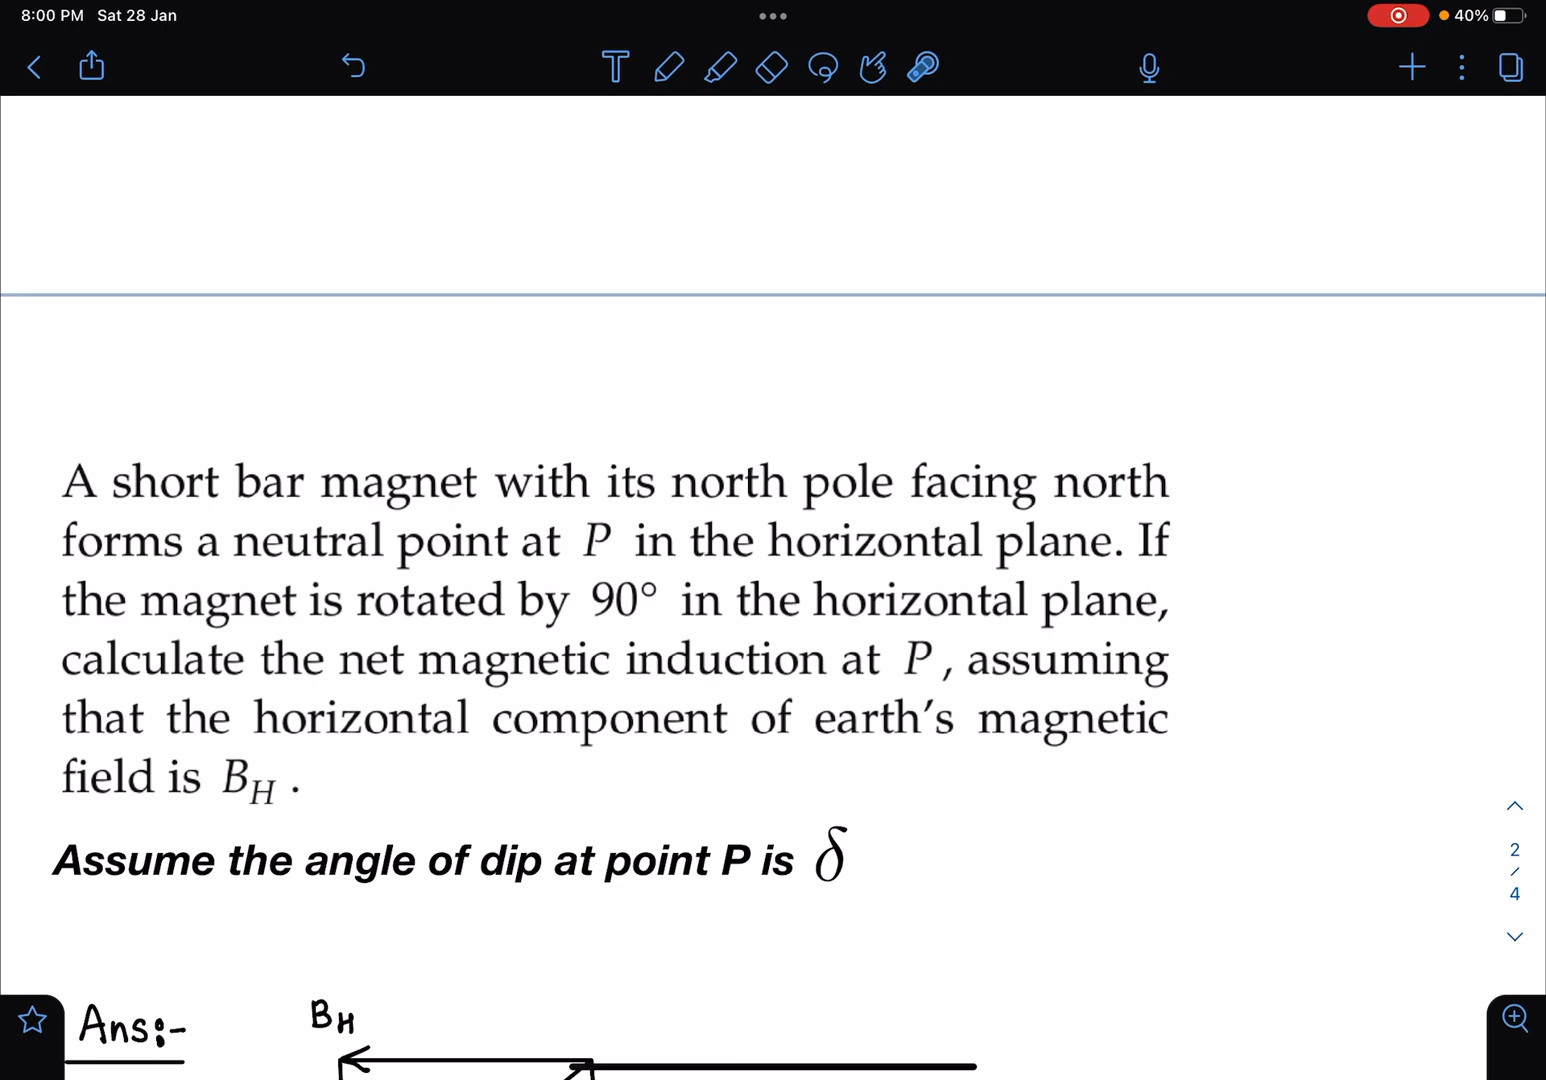 8:00 PM Sat 28 Jan
40%
A short bar magnet with its north pole facing north
forms a neutral point at P in the horizontal plane. If
the magnet is rotated by 90° in the horizontal plane,
calculate the net magnetic induction at P, assuming
that the horizontal component of earth's magnetic
field is B_H.
Assume the angle of dip at point P is δ
2
/
4
Ans:-
B_H